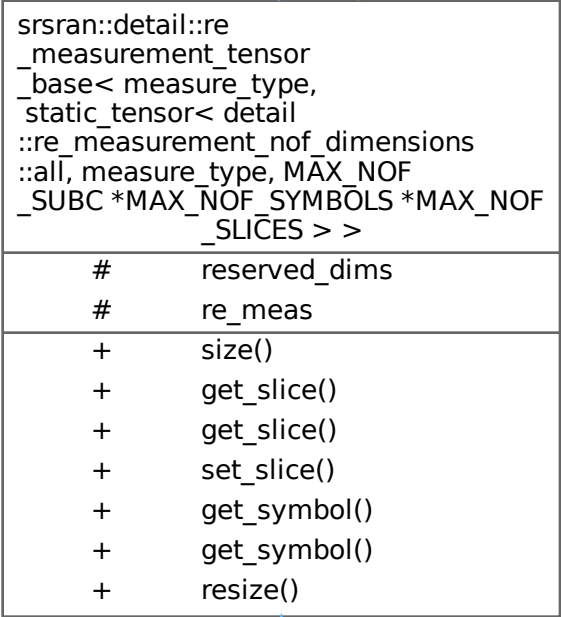 srsran::detail::re
_measurement_tensor
_base< measure_type,
static_tensor< detail
::re_measurement_nof_dimensions
::all, measure_type, MAX_NOF
_SUBC *MAX_NOF_SYMBOLS *MAX_NOF
_SLICES > >
# reserved_dims
# re_meas
+ size()
+ get_slice()
+ get_slice()
+ set_slice()
+ get_symbol()
+ get_symbol()
+ resize()